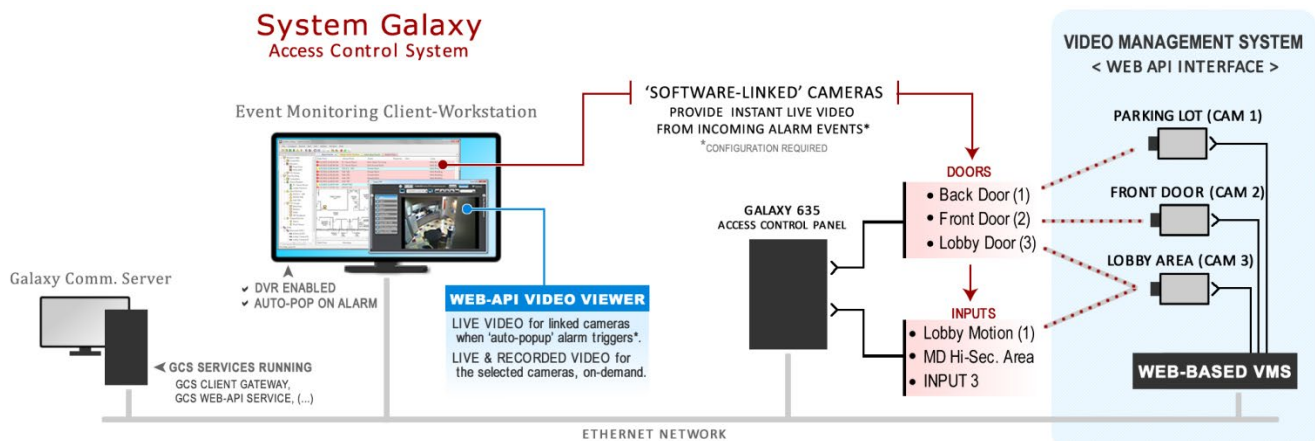 System Galaxy
Access Control System
Event Monitoring Client-Workstation
✓ DVR ENABLED
✓ AUTO-POP ON ALARM
Galaxy Comm. Server
GCS SERVICES RUNNING
GCS CLIENT GATEWAY,
GCS WEB-API SERVICE, (...)
WEB-API VIDEO VIEWER
LIVE VIDEO for linked cameras
when 'auto-popup' alarm triggers*.
LIVE & RECORDED VIDEO for
the selected cameras, on-demand.
'SOFTWARE-LINKED' CAMERAS
PROVIDE INSTANT LIVE VIDEO
FROM INCOMING ALARM EVENTS*
*CONFIGURATION REQUIRED
GALAXY 635
ACCESS CONTROL PANEL
DOORS
• Back Door (1)
• Front Door (2)
• Lobby Door (3)
INPUTS
• Lobby Motion (1)
• MD Hi-Sec. Area
• INPUT 3
VIDEO MANAGEMENT SYSTEM
< WEB API INTERFACE >
PARKING LOT (CAM 1)
FRONT DOOR (CAM 2)
LOBBY AREA (CAM 3)
WEB-BASED VMS
ETHERNET NETWORK